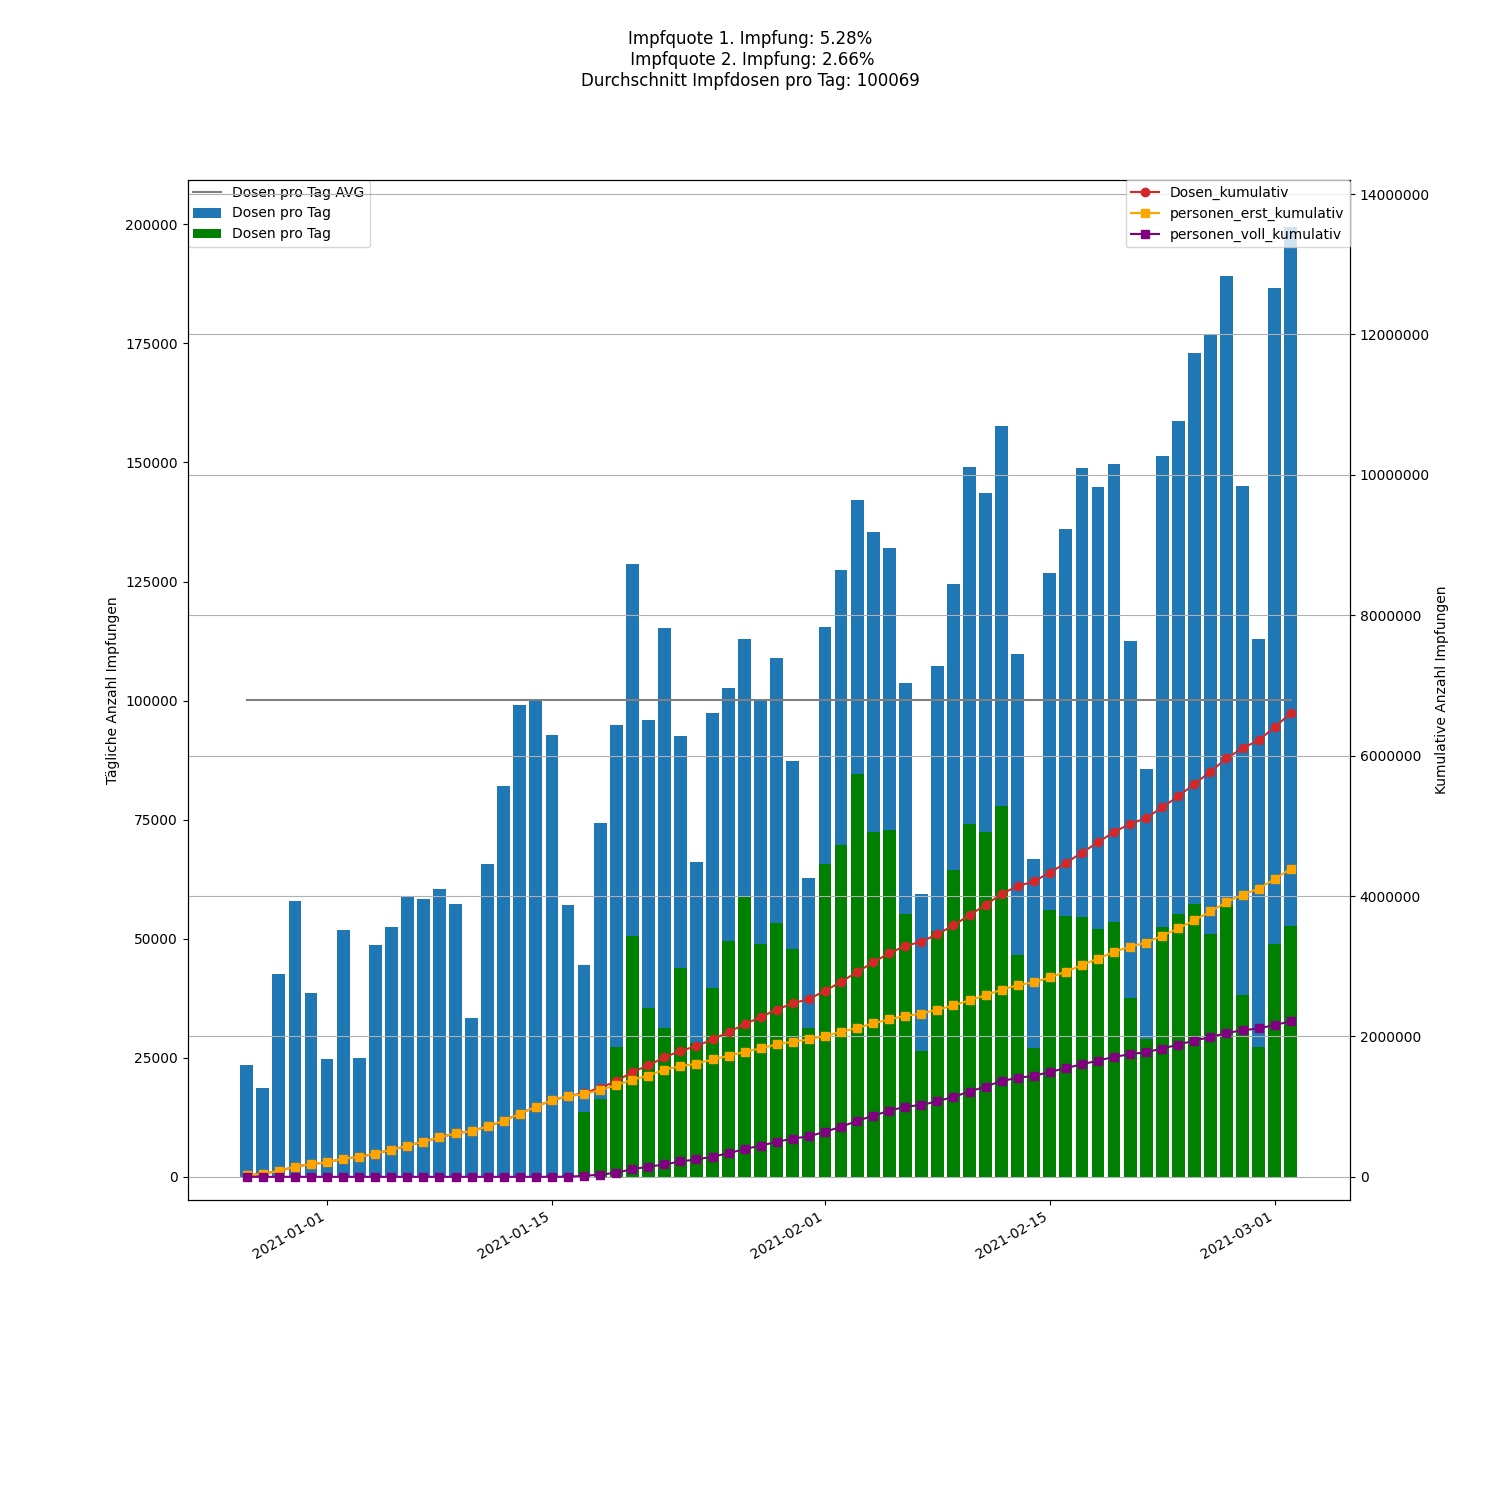 Impfquote 1. Impfung: 5.28%
Impfquote 2. Impfung: 2.66%
Durchschnitt Impfdosen pro Tag: 100069
Dosen pro Tag AVG
Dosen pro Tag
Dosen pro Tag
Dosen_kumulativ
personen_erst_kumulativ
personen_voll_kumulativ
200000
175000
150000
125000
100000
75000
50000
25000
0
Tägliche Anzahl Impfungen
14000000
12000000
10000000
8000000
6000000
4000000
2000000
0
Kumulative Anzahl Impfungen
2021-01-01
2021-01-15
2021-02-01
2021-02-15
2021-03-01